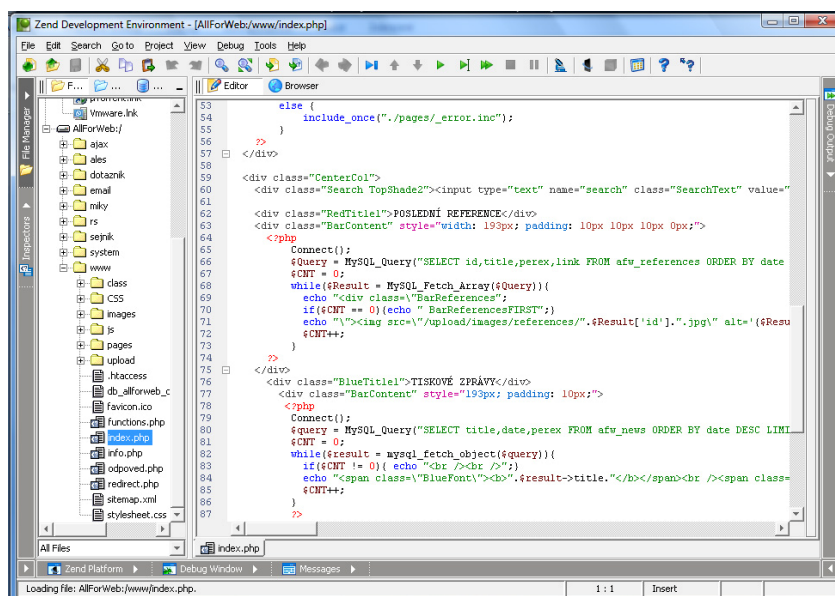 Zend Development Environment - [AllForWeb:/www/index.php]
File Edit Search Go to Project View Debug Tools Help
F...
Editor Browser
File Manager
Inspectors
Debug Output
Vmware.lnk
AllForWeb:/
ajax
ales
dotaznik
email
miky
rs
sejnik
system
www
class
CSS
images
js
pages
upload
.htaccess
db_allforweb_c
favicon.ico
functions.php
index.php
info.php
odpoved.php
redirect.php
sitemap.xml
stylesheet.css
All Files
53 else {
54 include_once("./pages/_error.inc");
55 }
56 ?>
57 </div>
58
59 <div class="CenterCol">
60 <div class="Search TopShade2"><input type="text" name="search" class="SearchText" value="
61
62 <div class="RedTitle1">POSLEDNÍ REFERENCE</div>
63 <div class="BarContent" style="width: 193px; padding: 10px 10px 10px 0px;">
64 <?php
65 Connect();
66 $Query = MySQL_Query("SELECT id,title,perex,link FROM afw_references ORDER BY date
67 $CNT = 0;
68 while($Result = MySQL_Fetch_Array($Query)){
69 echo "<div class=\"BarReferences";
70 if($CNT == 0)(echo " BarReferencesFIRST";}
71 echo "\"><img src=\"/upload/images/references/".$Result['id'].".jpg\" alt='{$Resu
72 $CNT++;
73 }
74 ?>
75 </div>
76 <div class="BlueTitle1">TISKOVÉ ZPRÁVY</div>
77 <div class="BarContent" style="193px; padding: 10px;">
78 <?php
79 Connect();
80 $query = MySQL_Query("SELECT title,date,perex FROM afw_news ORDER BY date DESC LIMI
81 $CNT = 0;
82 while($result = mysql_fetch_object($query)){
83 if($CNT != 0){ echo "<br /><br />";}
84 echo "<span class=\"BlueFont\"><b>".$result->title."</b></span><br /><span class=
85 $CNT++;
86 }
87 ?>
index.php
Zend Platform Debug Window Messages
Loading file: AllForWeb:/www/index.php. 1 : 1 Insert